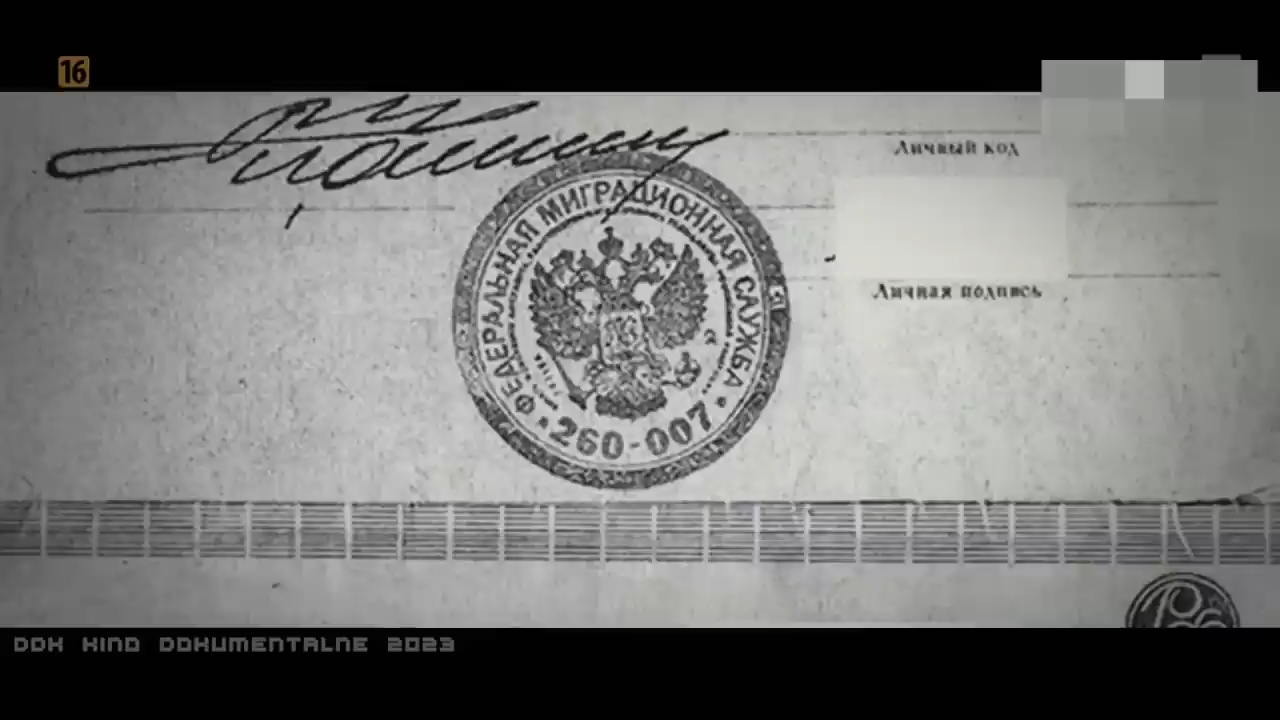 16
Личный код
ФЕДЕРАЛЬНАЯ МИГРАЦИОННАЯ СЛУЖБА
Личная подпись
260-007
DOK KINO DOKUMENTALNE 2023